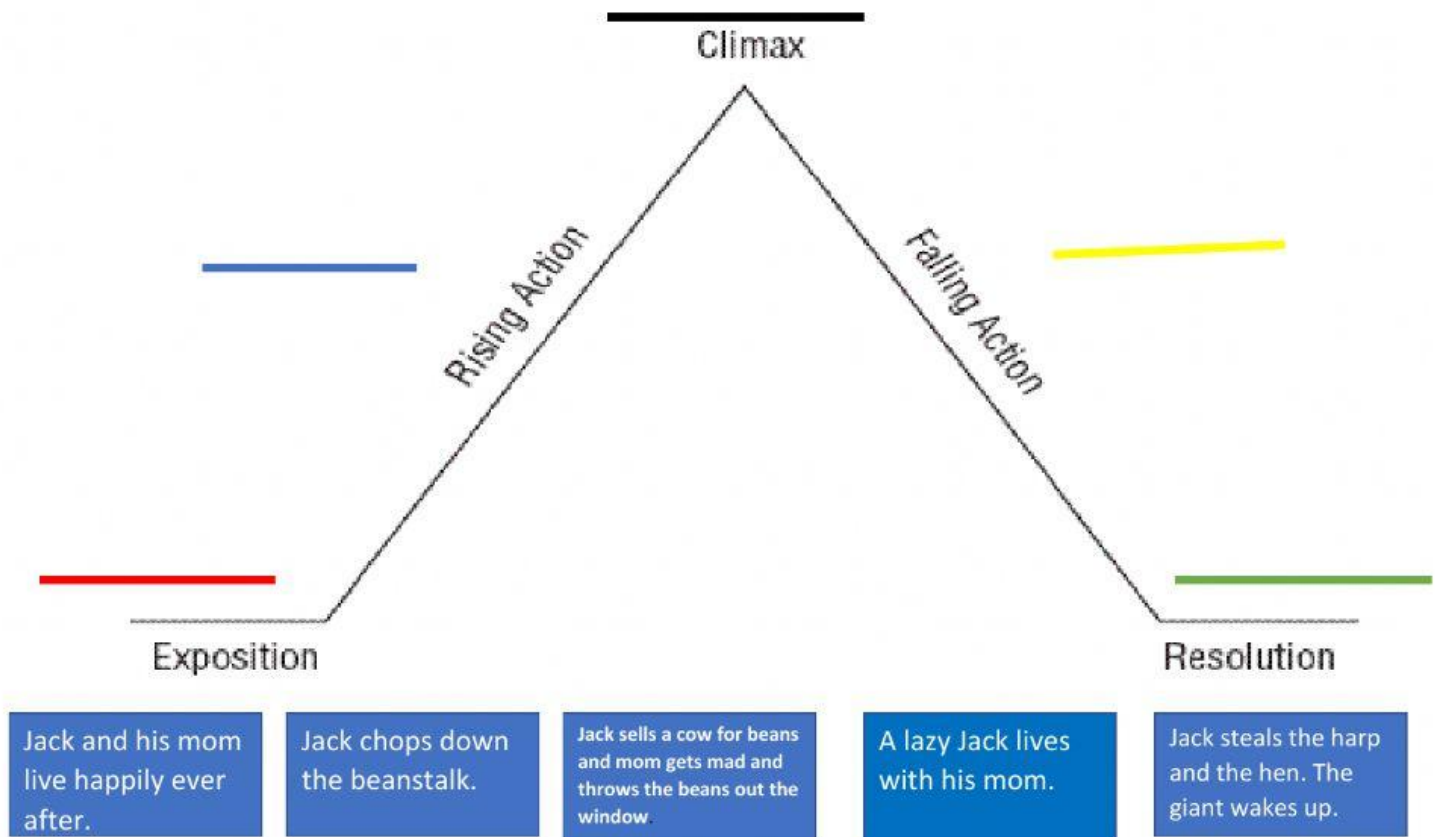 Climax
Rising Action
Falling Action
Exposition
Resolution
Jack and his mom
live happily ever
after.
Jack chops down
the beanstalk.
Jack sells a cow for beans
and mom gets mad and
throws the beans out the
window.
A lazy Jack lives
with his mom.
Jack steals the harp
and the hen. The
giant wakes up.